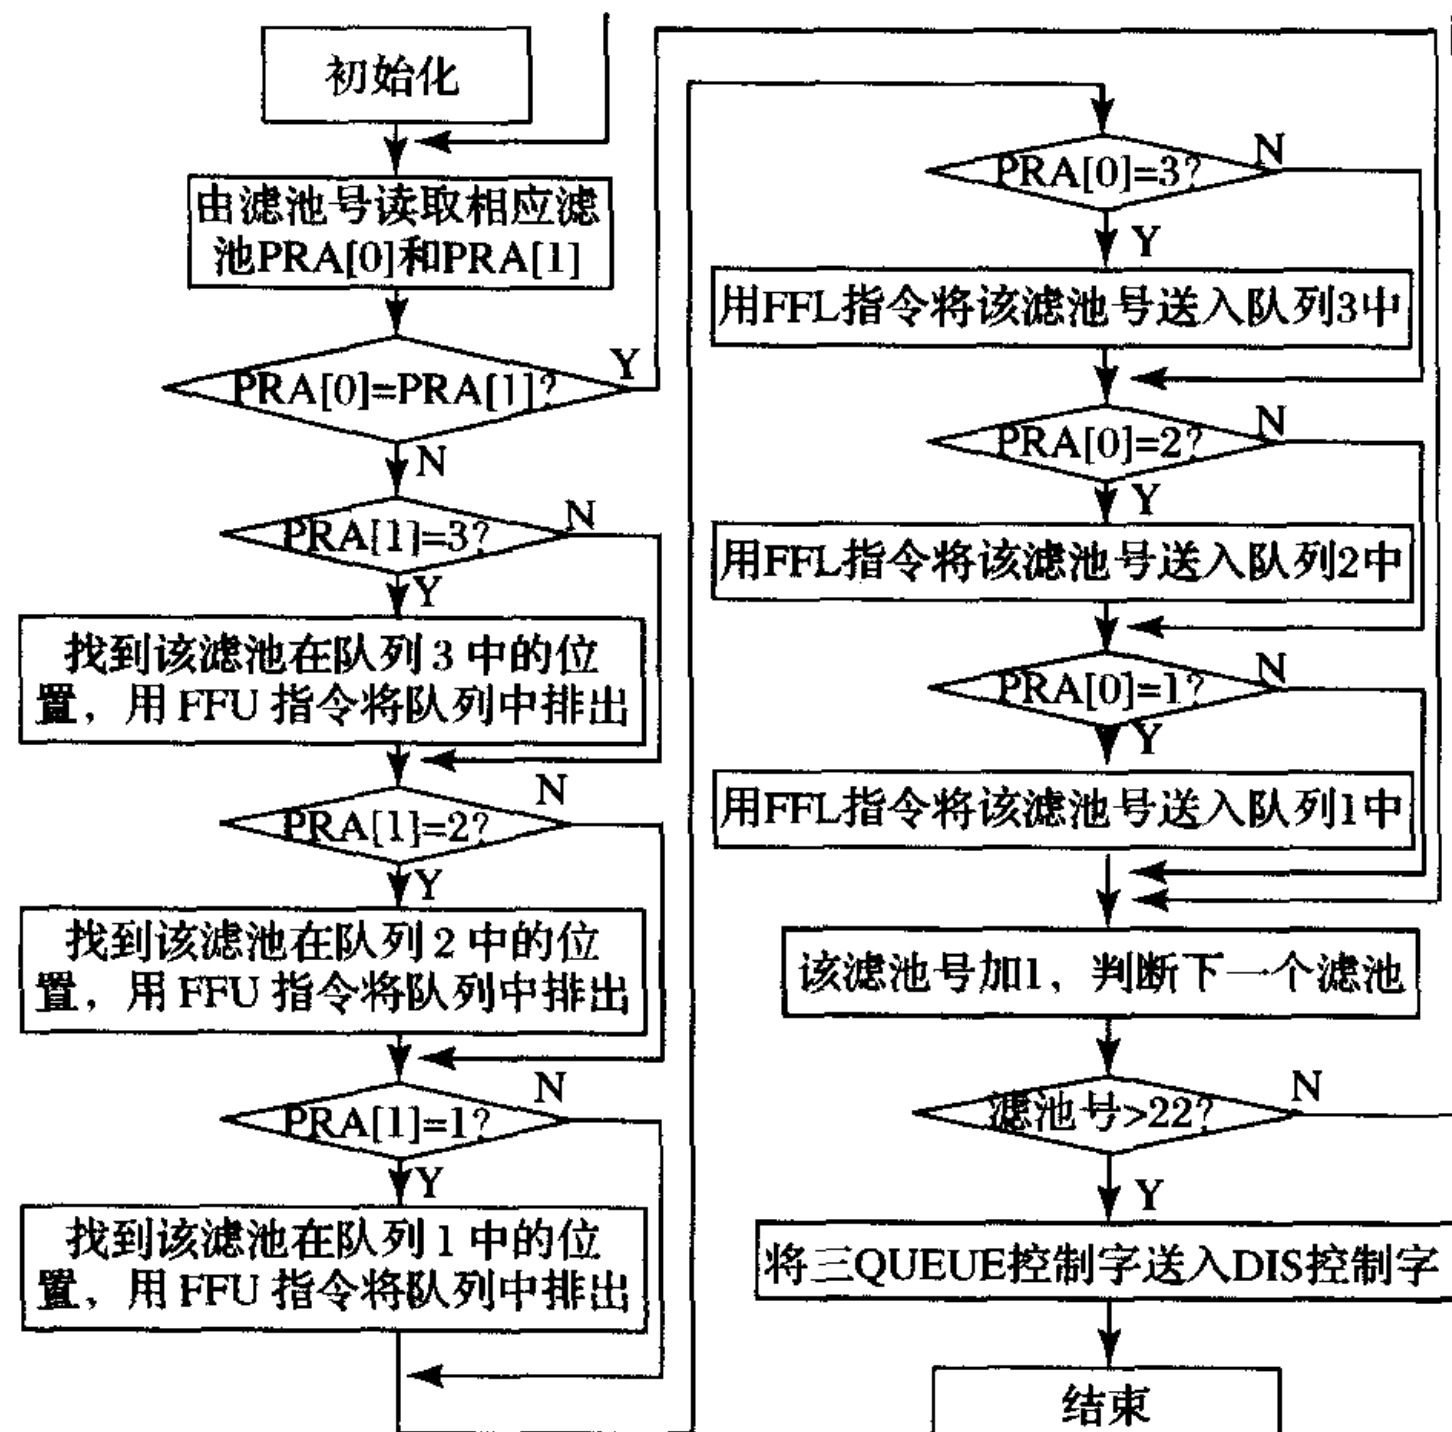 初始化
由滤池号读取相应滤
池PRA[0]和PRA[1]
PRA[0]=PRA[1]?
Y
N
PRA[1]=3?
N
Y
找到该滤池在队列 3 中的位
置，用 FFU 指令将队列中排出
PRA[1]=2?
N
Y
找到该滤池在队列 2 中的位
置，用 FFU 指令将队列中排出
PRA[1]=1?
N
Y
找到该滤池在队列 1 中的位
置，用 FFU 指令将队列中排出
PRA[0]=3?
N
Y
用FFL指令将该滤池号送入队列3中
PRA[0]=2?
N
Y
用FFL指令将该滤池号送入队列2中
PRA[0]=1?
N
Y
用FFL指令将该滤池号送入队列1中
该滤池号加1，判断下一个滤池
滤池号>22?
N
Y
将三QUEUE控制字送入DIS控制字
结束